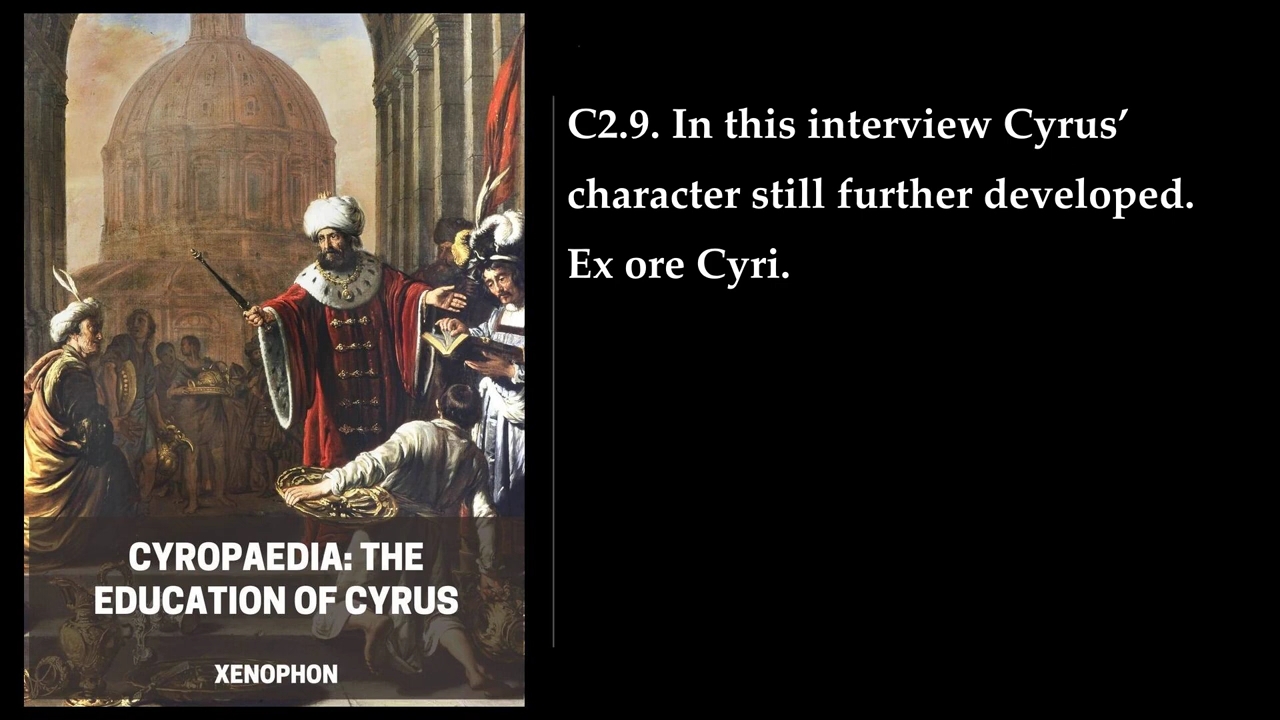 CYROPAEDIA: THE
EDUCATION OF CYRUS
XENOPHON
C2.9. In this interview Cyrus’
character still further developed.
Ex ore Cyri.